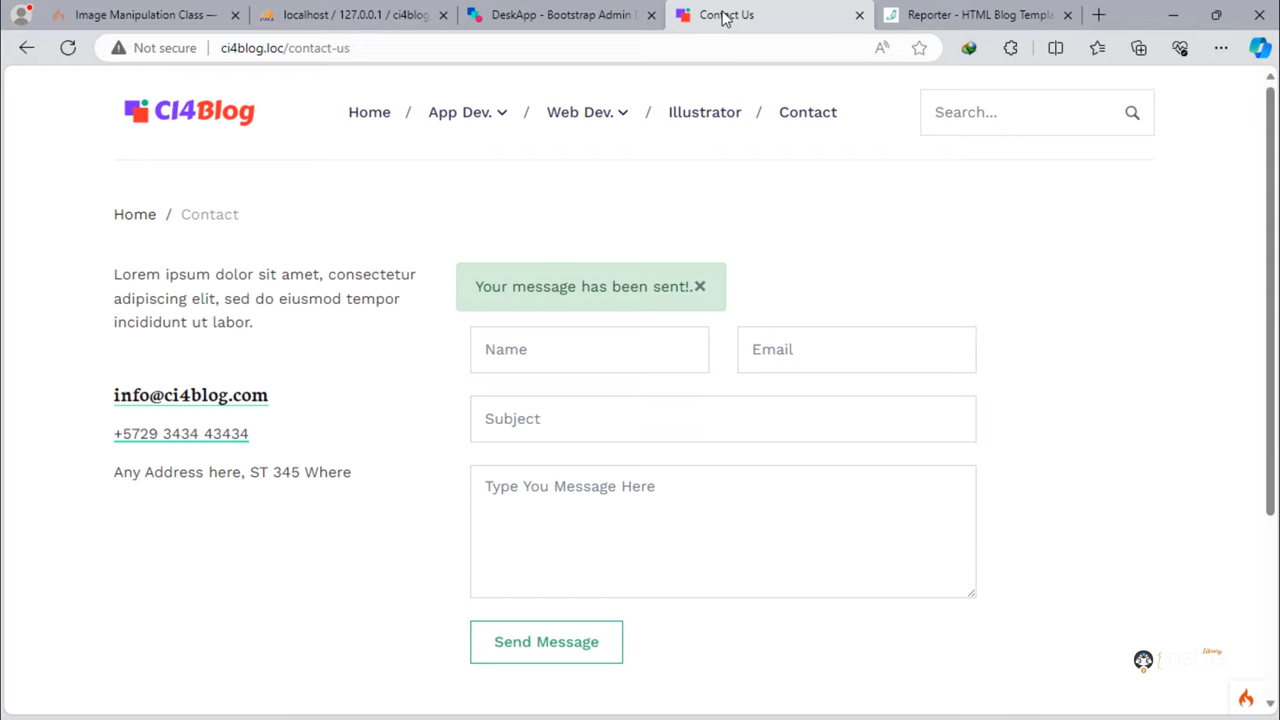 Image Manipulation Class —
localhost / 127.0.0.1 / ci4blog
DeskApp - Bootstrap Admin
Contact Us
Reporter - HTML Blog Templa
Not secure
ci4blog.loc/contact-us
CI4Blog
Home / App Dev. / Web Dev. / Illustrator / Contact
Search...
Home / Contact
Lorem ipsum dolor sit amet, consectetur
adipiscing elit, sed do eiusmod tempor
incididunt ut labor.
info@ci4blog.com
+5729 3434 43434
Any Address here, ST 345 Where
Your message has been sent!.×
Name
Email
Subject
Type You Message Here
Send Message
Library